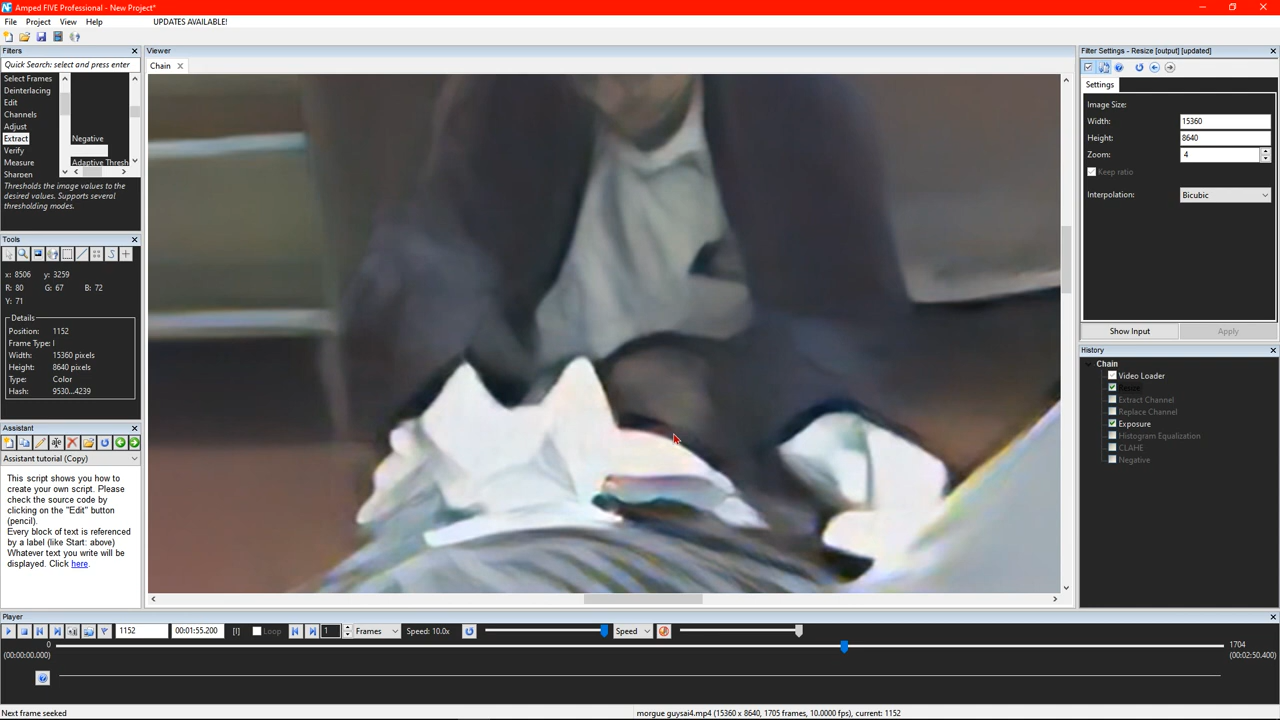 Amped FIVE Professional - New Project*
File Project View Help UPDATES AVAILABLE!
Filters
Quick Search: select and press enter
Select Frames
Deinterlacing
Edit
Channels
Adjust
Extract Negative
Verify
Measure Adaptive Thresh
Sharpen
Thresholds the image values to the
desired values. Supports several
thresholding modes.
Tools
x: 8506 y: 3259
R: 80 G: 67 B: 72
Y: 71
Details
Position: 1152
Frame Type: I
Width: 15360 pixels
Height: 8640 pixels
Type: Color
Hash: 9530...4239
Assistant
Assistant tutorial (Copy)
This script shows you how to
create your own script. Please
check the source code by
clicking on the "Edit" button
(pencil).
Every block of text is referenced
by a label (like Start: above)
Whatever text you write will be
displayed. Click here.
Viewer
Chain
Filter Settings - Resize [output] [updated]
Settings
Image Size:
Width: 15360
Height: 8640
Zoom: 4
Keep ratio
Interpolation: Bicubic
Show Input Apply
History
Chain
Video Loader
Resize
Extract Channel
Replace Channel
Exposure
Histogram Equalization
CLAHE
Negative
Player
1152 00:01:55.200 [I] Loop 1 Frames Speed: 10.0x Speed
0 1704
(00:00:00.000) (00:02:50.400)
Next frame seeked morgue guysai4.mp4 (15360 x 8640, 1705 frames, 10.0000 fps), current: 1152